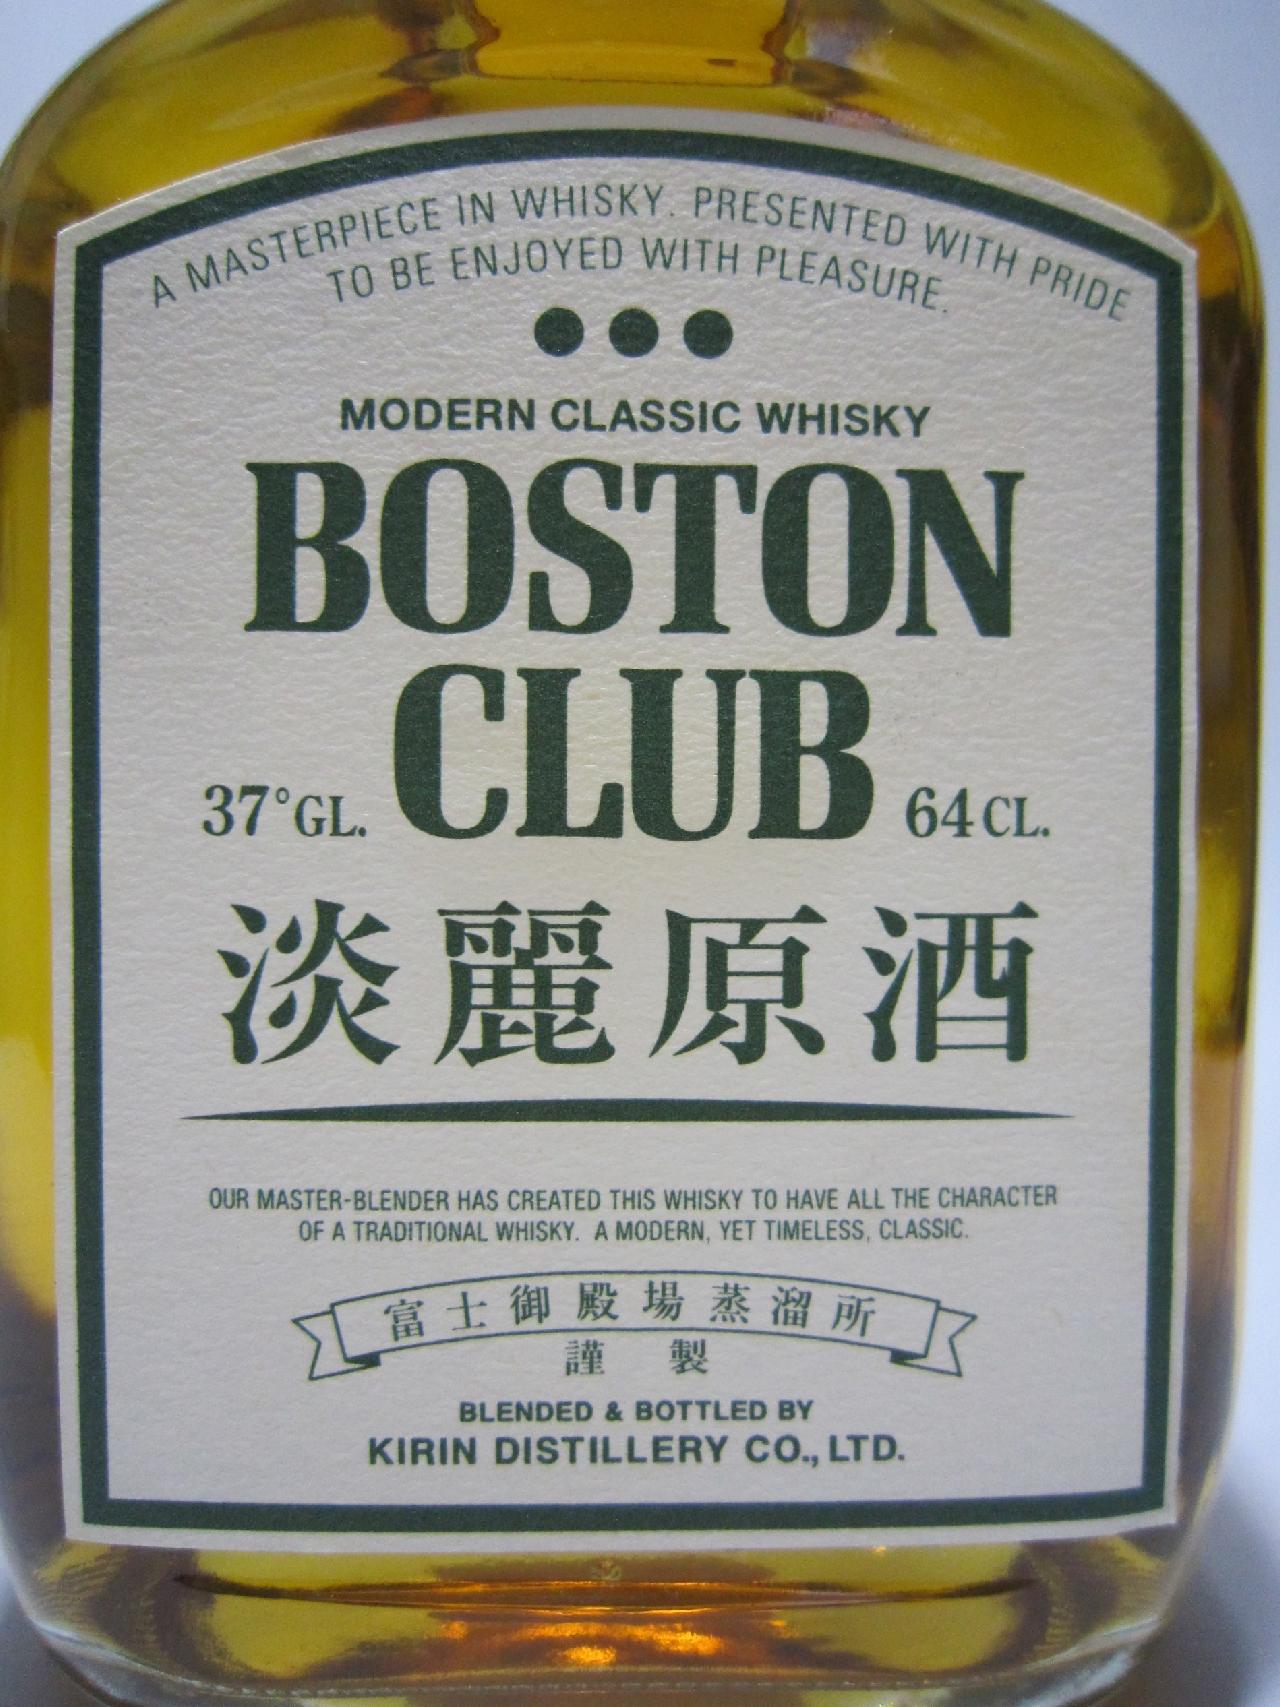 A MASTERPIECE IN WHISKY. PRESENTED WITH PRIDE
TO BE ENJOYED WITH PLEASURE.
MODERN CLASSIC WHISKY
BOSTON
CLUB
37°GL. 64CL.
淡麗原酒
OUR MASTER-BLENDER HAS CREATED THIS WHISKY TO HAVE ALL THE CHARACTER
OF A TRADITIONAL WHISKY. A MODERN, YET TIMELESS, CLASSIC.
富士御殿場蒸溜所
謹製
BLENDED & BOTTLED BY
KIRIN DISTILLERY CO., LTD.